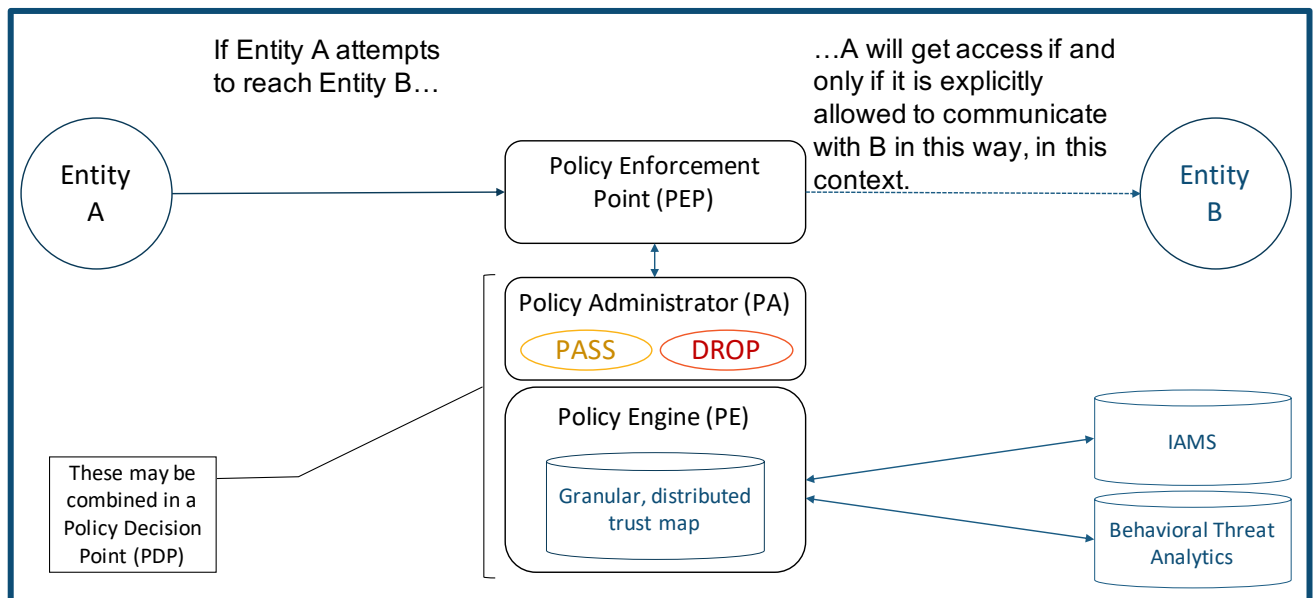 If Entity A attempts
to reach Entity B…
…A will get access if and
only if it is explicitly
allowed to communicate
with B in this way, in this
context.
Entity
A
Policy Enforcement
Point (PEP)
Entity
B
Policy Administrator (PA)
PASS
DROP
Policy Engine (PE)
Granular, distributed
trust map
IAMS
Behavioral Threat
Analytics
These may be
combined in a
Policy Decision
Point (PDP)